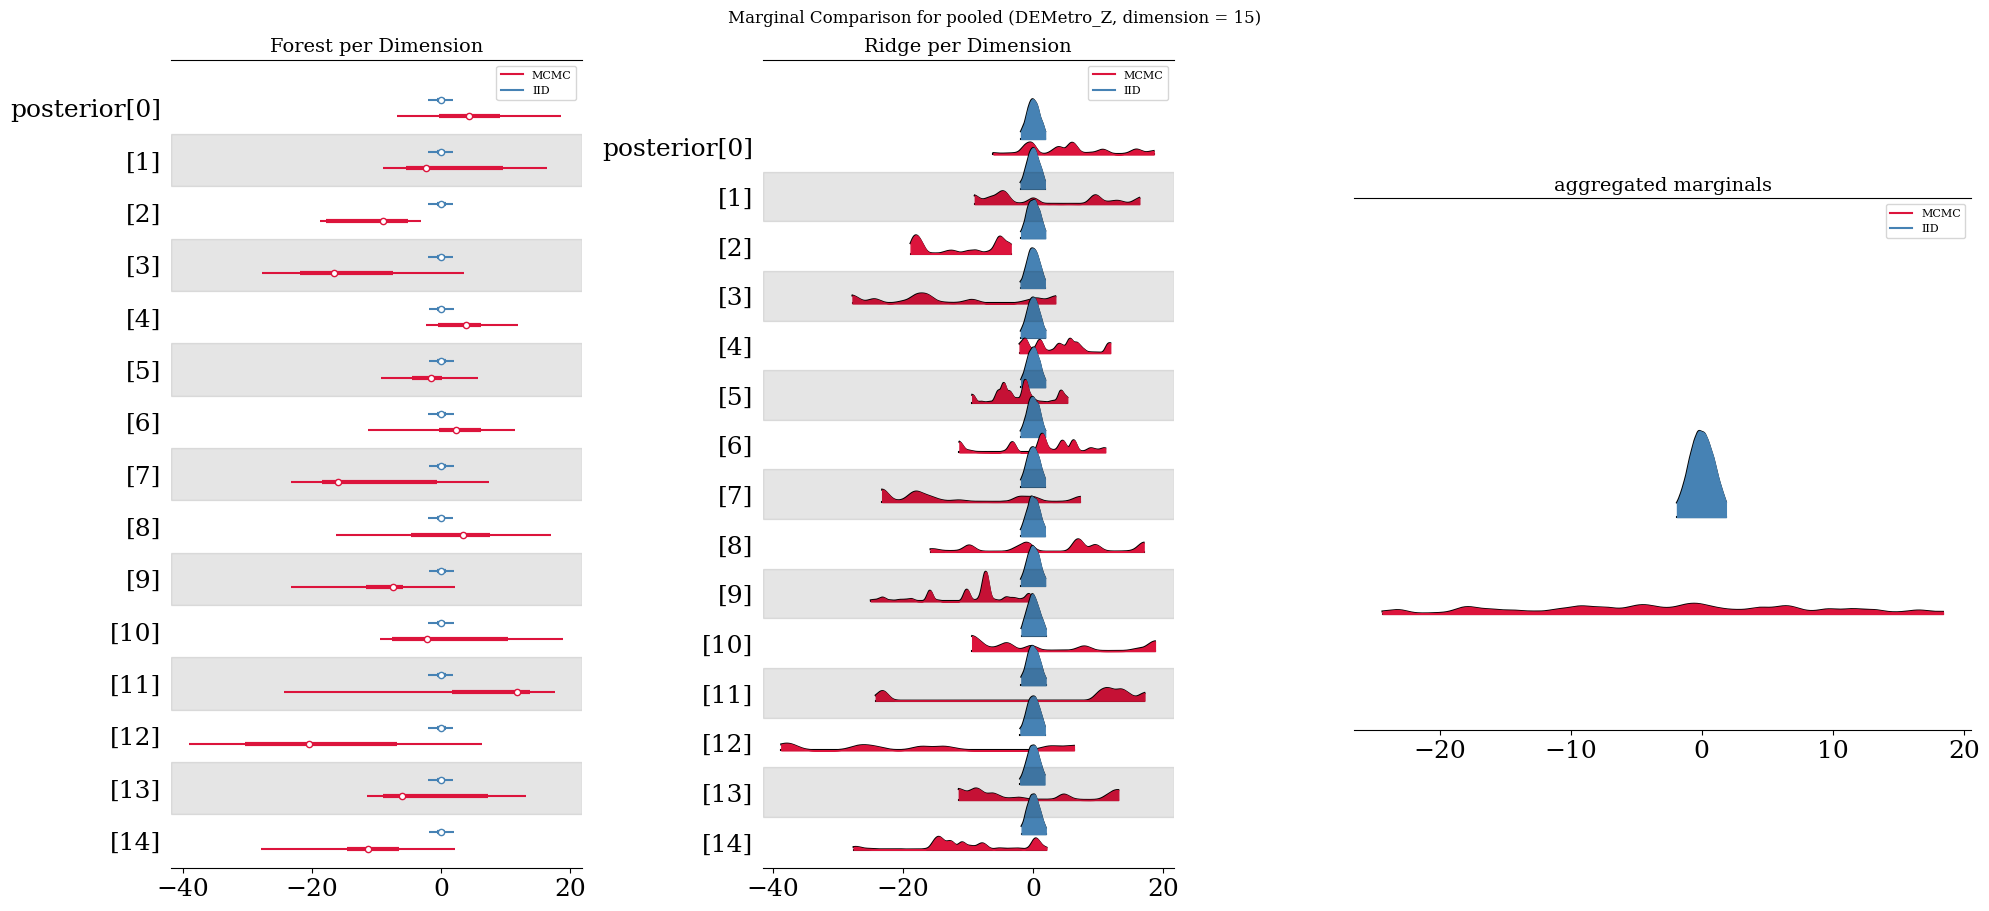 Marginal Comparison for pooled (DEMetro_Z, dimension = 15)
Forest per Dimension
MCMC
IID
posterior[0]
[1]
[2]
[3]
[4]
[5]
[6]
[7]
[8]
[9]
[10]
[11]
[12]
[13]
[14]
−40 −20 0 20
Ridge per Dimension
MCMC
IID
posterior[0]
[1]
[2]
[3]
[4]
[5]
[6]
[7]
[8]
[9]
[10]
[11]
[12]
[13]
[14]
−40 −20 0 20
aggregated marginals
MCMC
IID
−20 −10 0 10 20